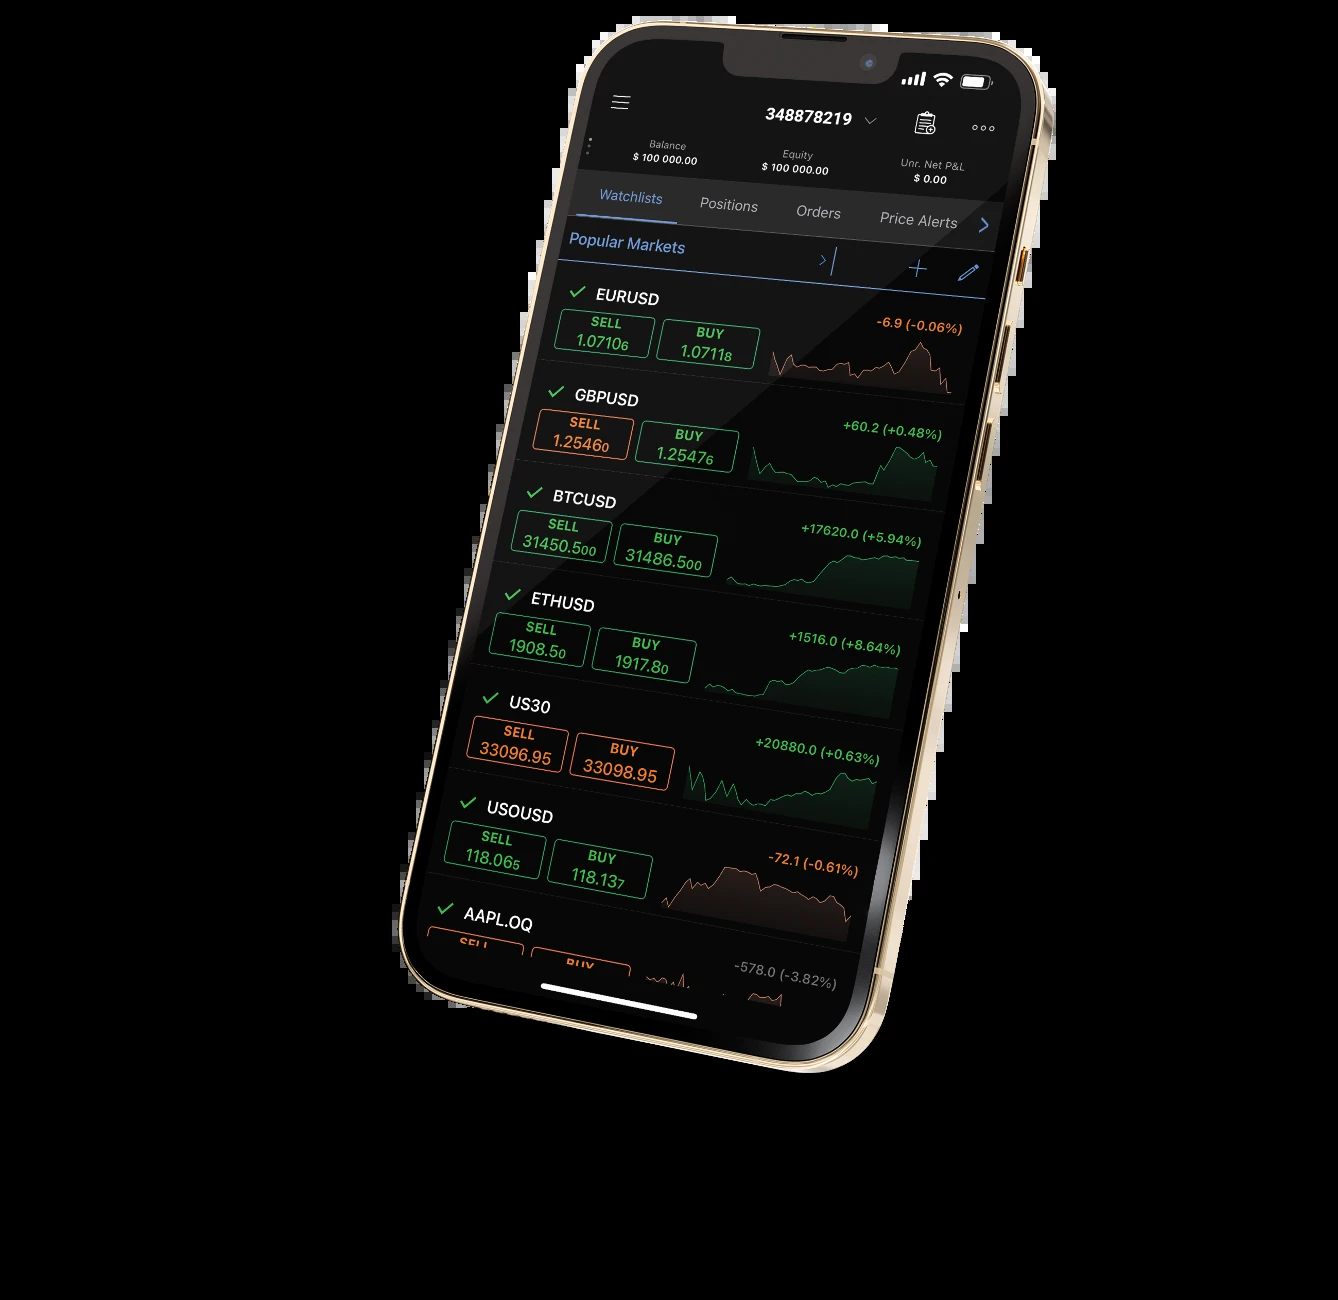 348878219
Balance
$ 100 000.00
Equity
$ 100 000.00
Unr. Net P&L
$ 0.00
Watchlists Positions Orders Price Alerts
Popular Markets
EURUSD
-6.9 (-0.06%)
SELL
1.07106
BUY
1.07118
GBPUSD
+60.2 (+0.48%)
SELL
1.25460
BUY
1.25476
BTCUSD
+17620.0 (+5.94%)
SELL
31450.500
BUY
31486.500
ETHUSD
+1516.0 (+8.64%)
SELL
1908.50
BUY
1917.80
US30
+20880.0 (+0.63%)
SELL
33096.95
BUY
33098.95
USOUSD
-72.1 (-0.61%)
SELL
118.065
BUY
118.137
AAPL.OQ
-578.0 (-3.82%)
SELL
BUY